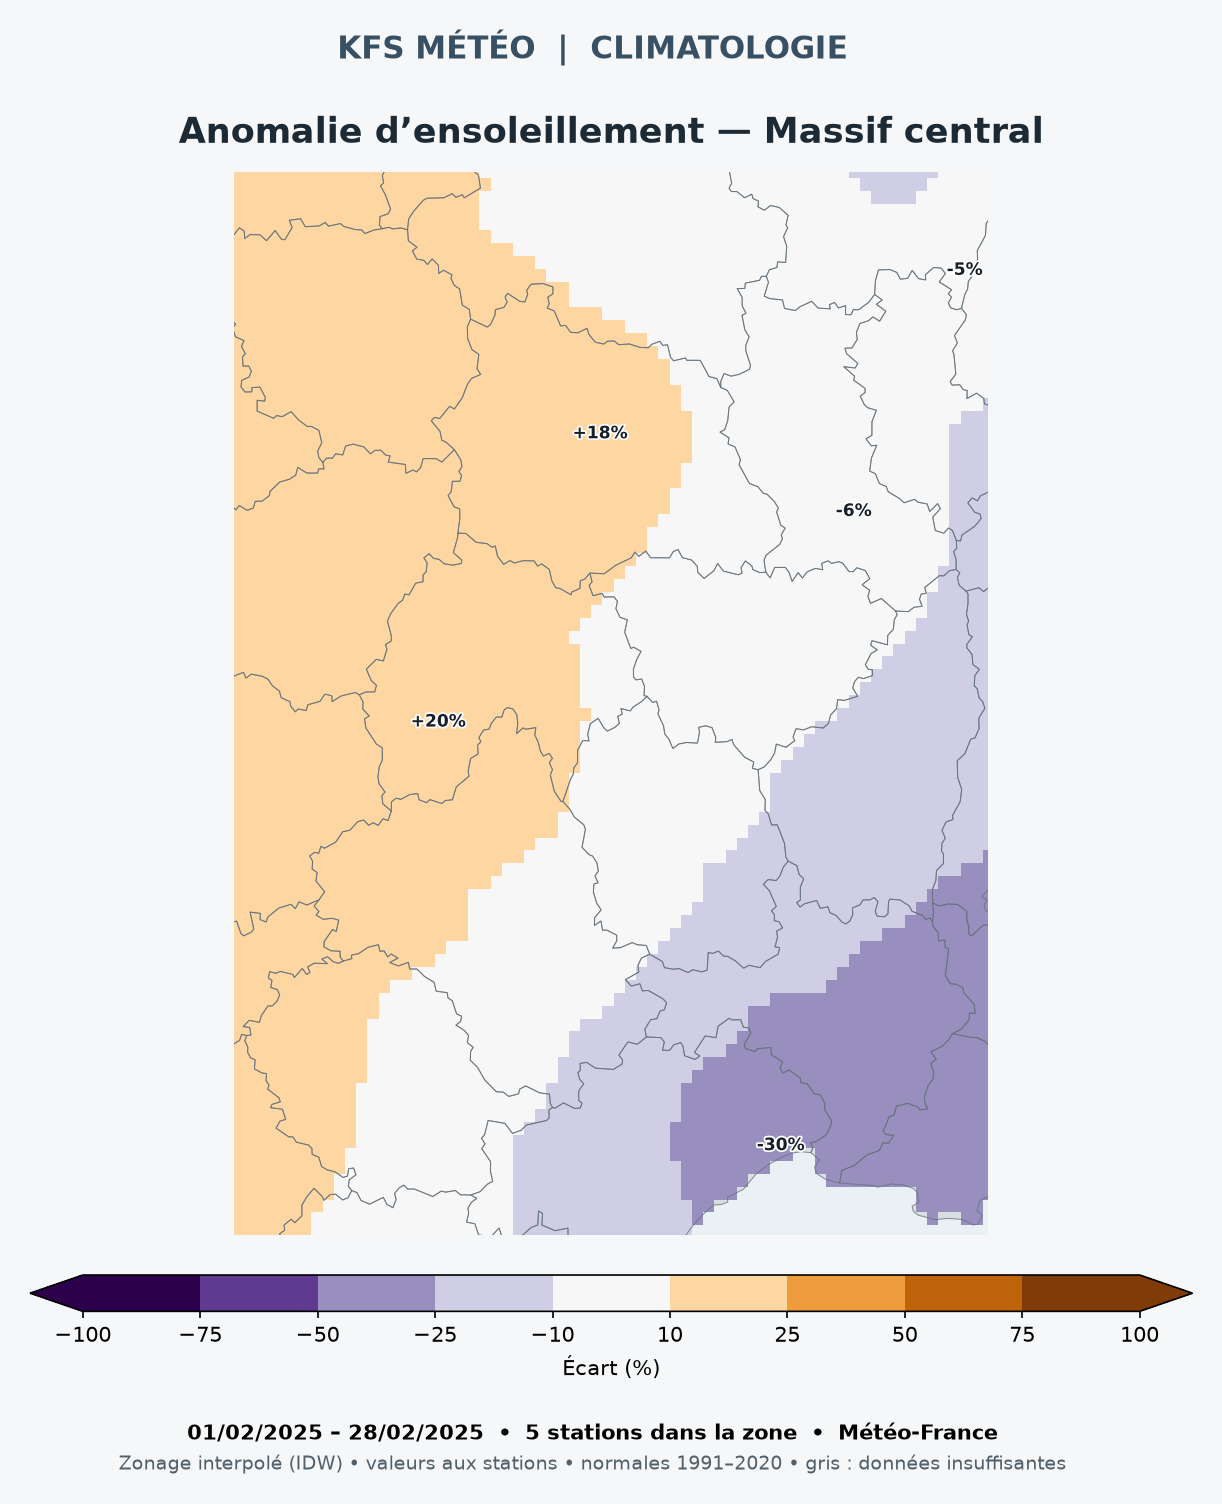 KFS MÉTÉO | CLIMATOLOGIE
Anomalie d’ensoleillement — Massif central
-5%
+18%
-6%
+20%
-30%
−100 −75 −50 −25 −10 10 25 50 75 100
Écart (%)
01/02/2025 – 28/02/2025 • 5 stations dans la zone • Météo-France
Zonage interpolé (IDW) • valeurs aux stations • normales 1991–2020 • gris : données insuffisantes